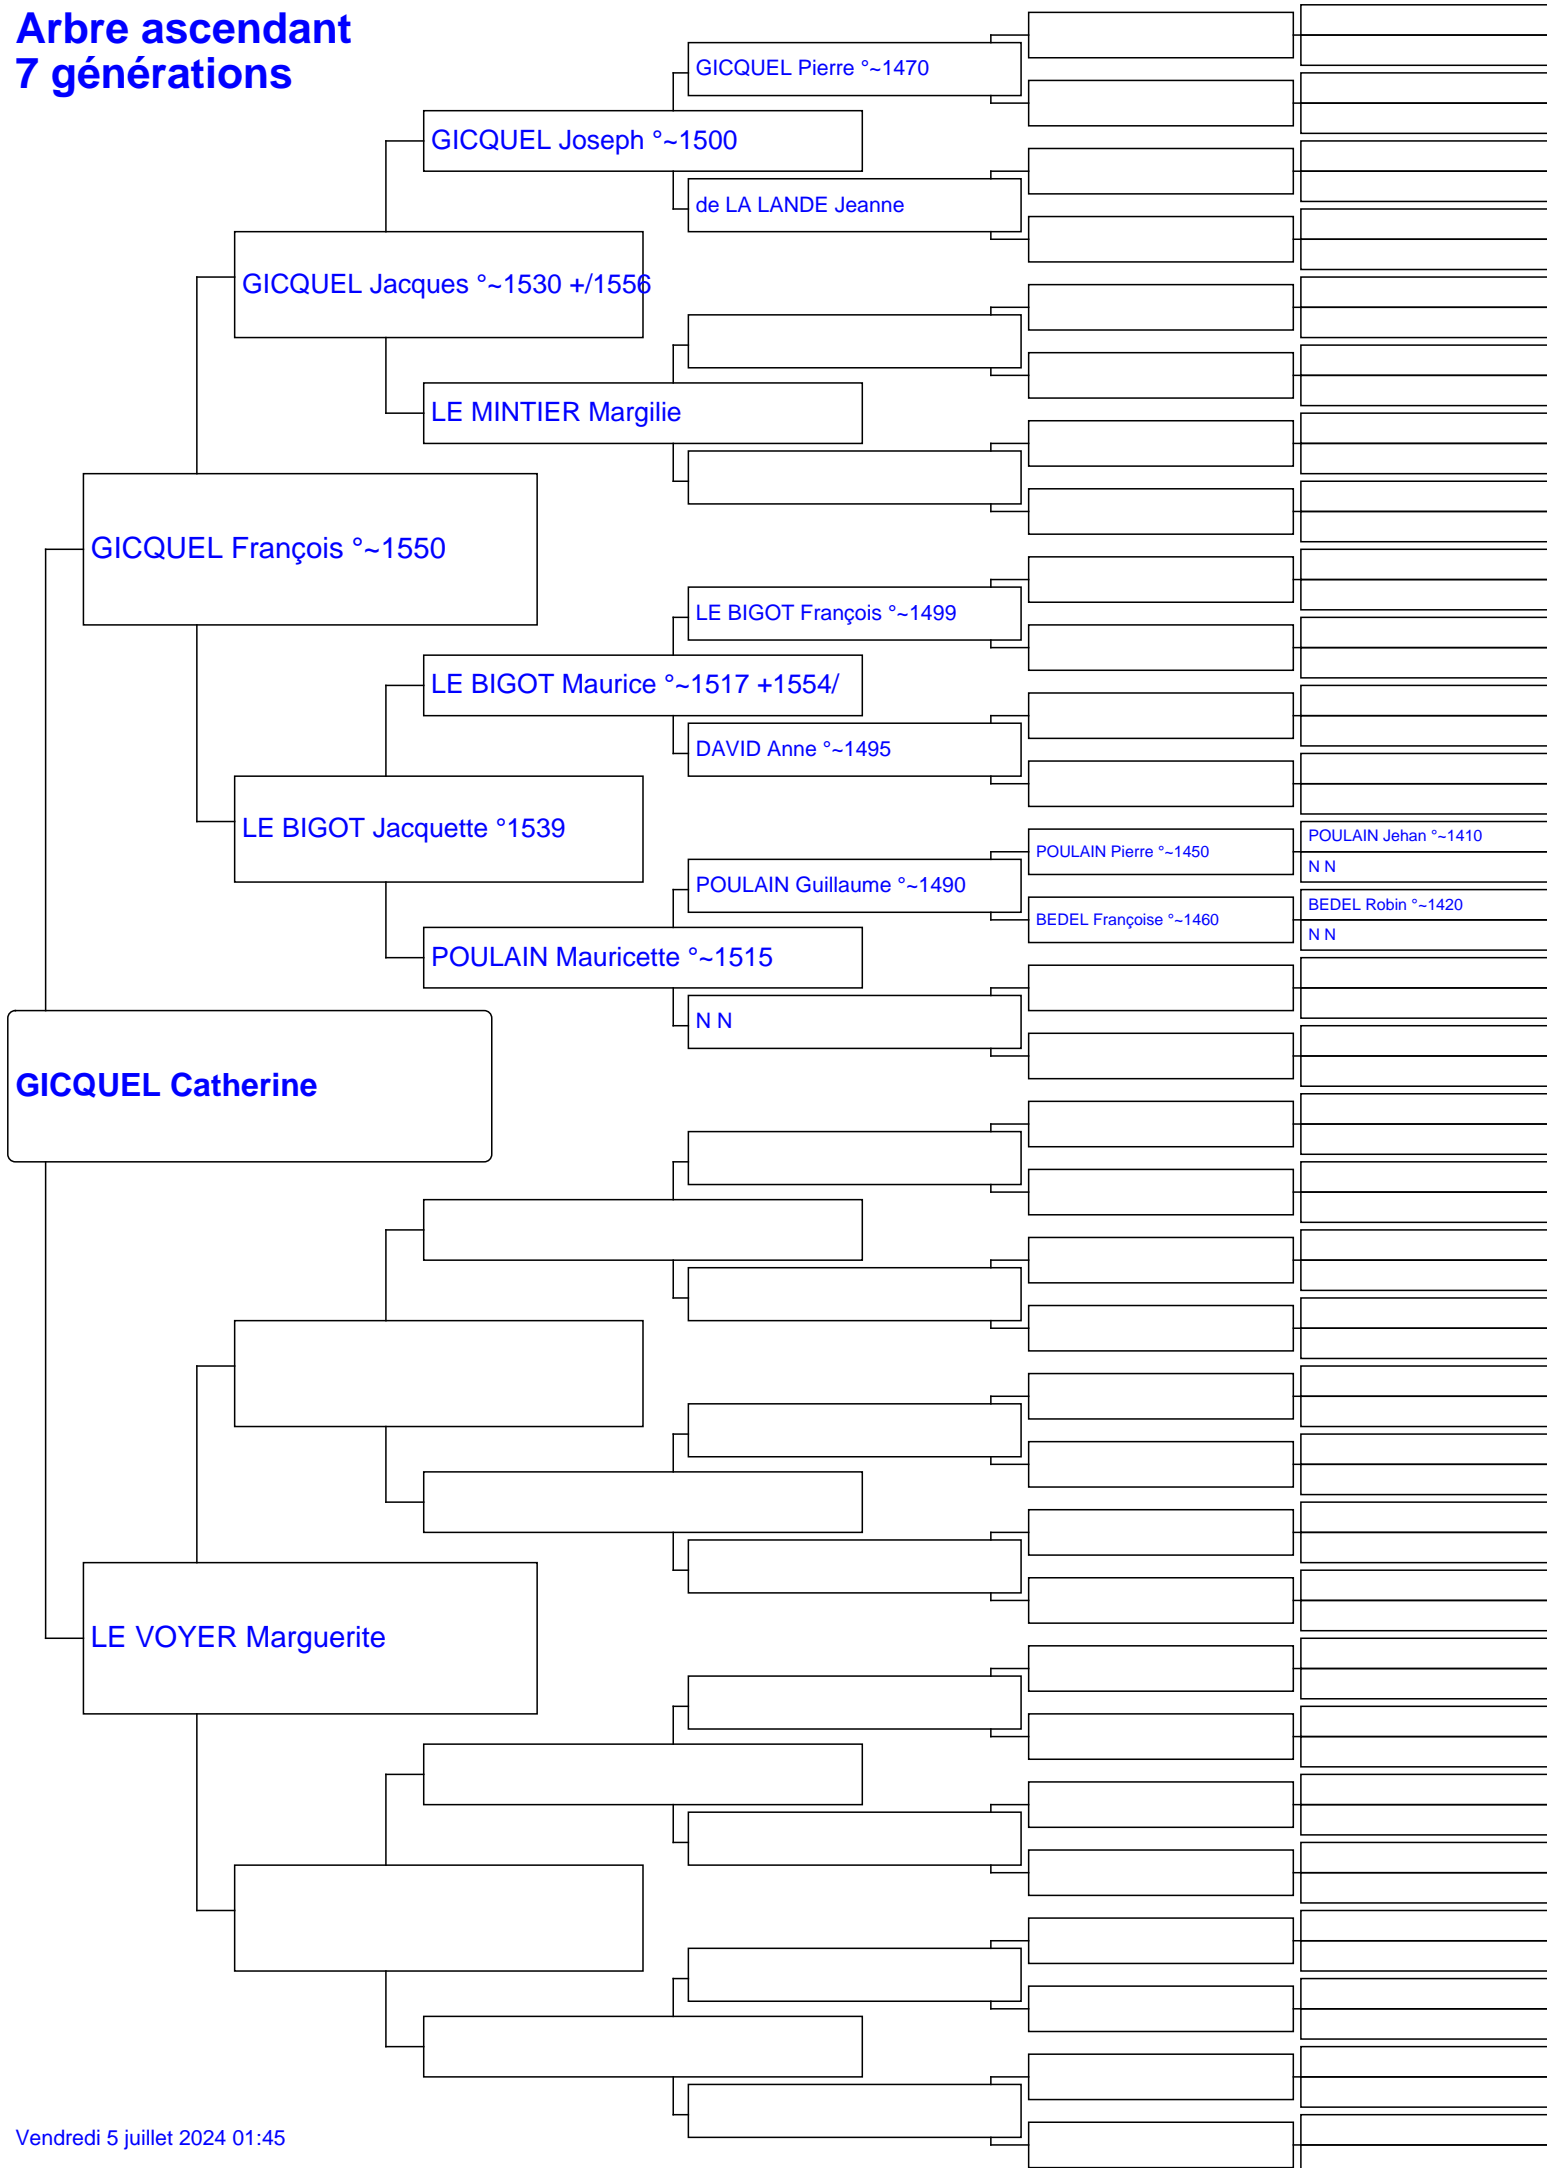 Arbre ascendant
7 générations
GICQUEL Pierre °~1470
GICQUEL Joseph °~1500
de LA LANDE Jeanne
GICQUEL Jacques °~1530 +/1556
LE MINTIER Margilie
GICQUEL François °~1550
LE BIGOT François °~1499
LE BIGOT Maurice °~1517 +1554/
DAVID Anne °~1495
LE BIGOT Jacquette °1539
POULAIN Jehan °~1410
POULAIN Pierre °~1450
N N
POULAIN Guillaume °~1490
BEDEL Robin °~1420
BEDEL Françoise °~1460
N N
POULAIN Mauricette °~1515
N N
GICQUEL Catherine
LE VOYER Marguerite
Vendredi 5 juillet 2024 01:45